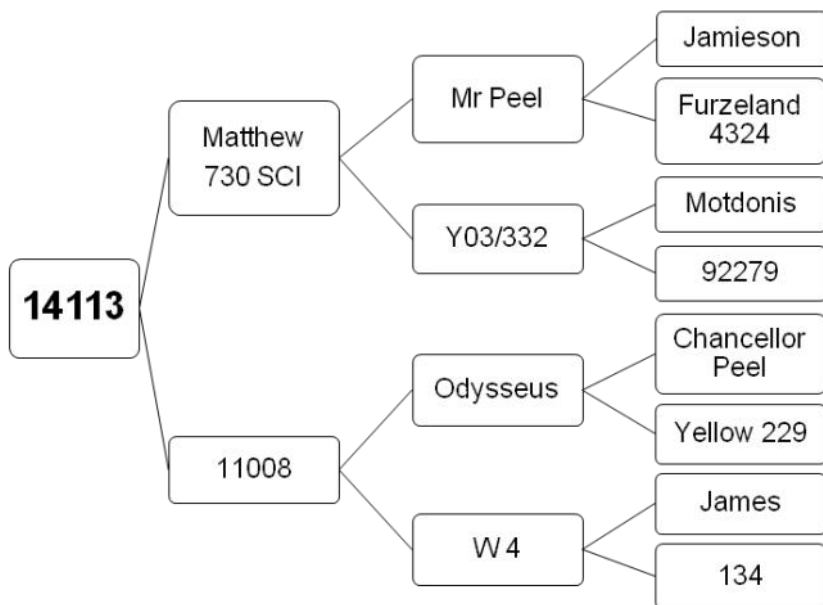 Jamieson
Mr Peel
Furzeland
4324
Matthew
730 SCI
Motdonis
Y03/332
92279
14113
Chancellor
Peel
Odysseus
Yellow 229
11008
James
W 4
134